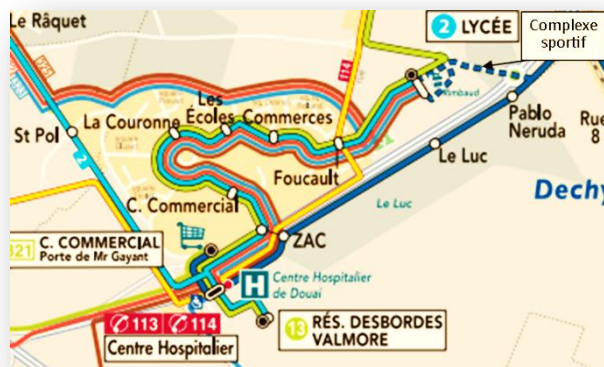 Le Râquet
2 LYCÉE
Complexe
sportif
114
Rimbaud
Les
Écoles Commerces
La Couronne
St Pol
2
Foucault
Pablo
Neruda
Rue
8
Le Luc
Le Luc
Dechy
C. Commercial
ZAC
321 C. COMMERCIAL
Porte de Mr Gayant
H Centre Hospitalier
de Douai
113 114
Centre Hospitalier
13 RÉS. DESBORDES
VALMORE